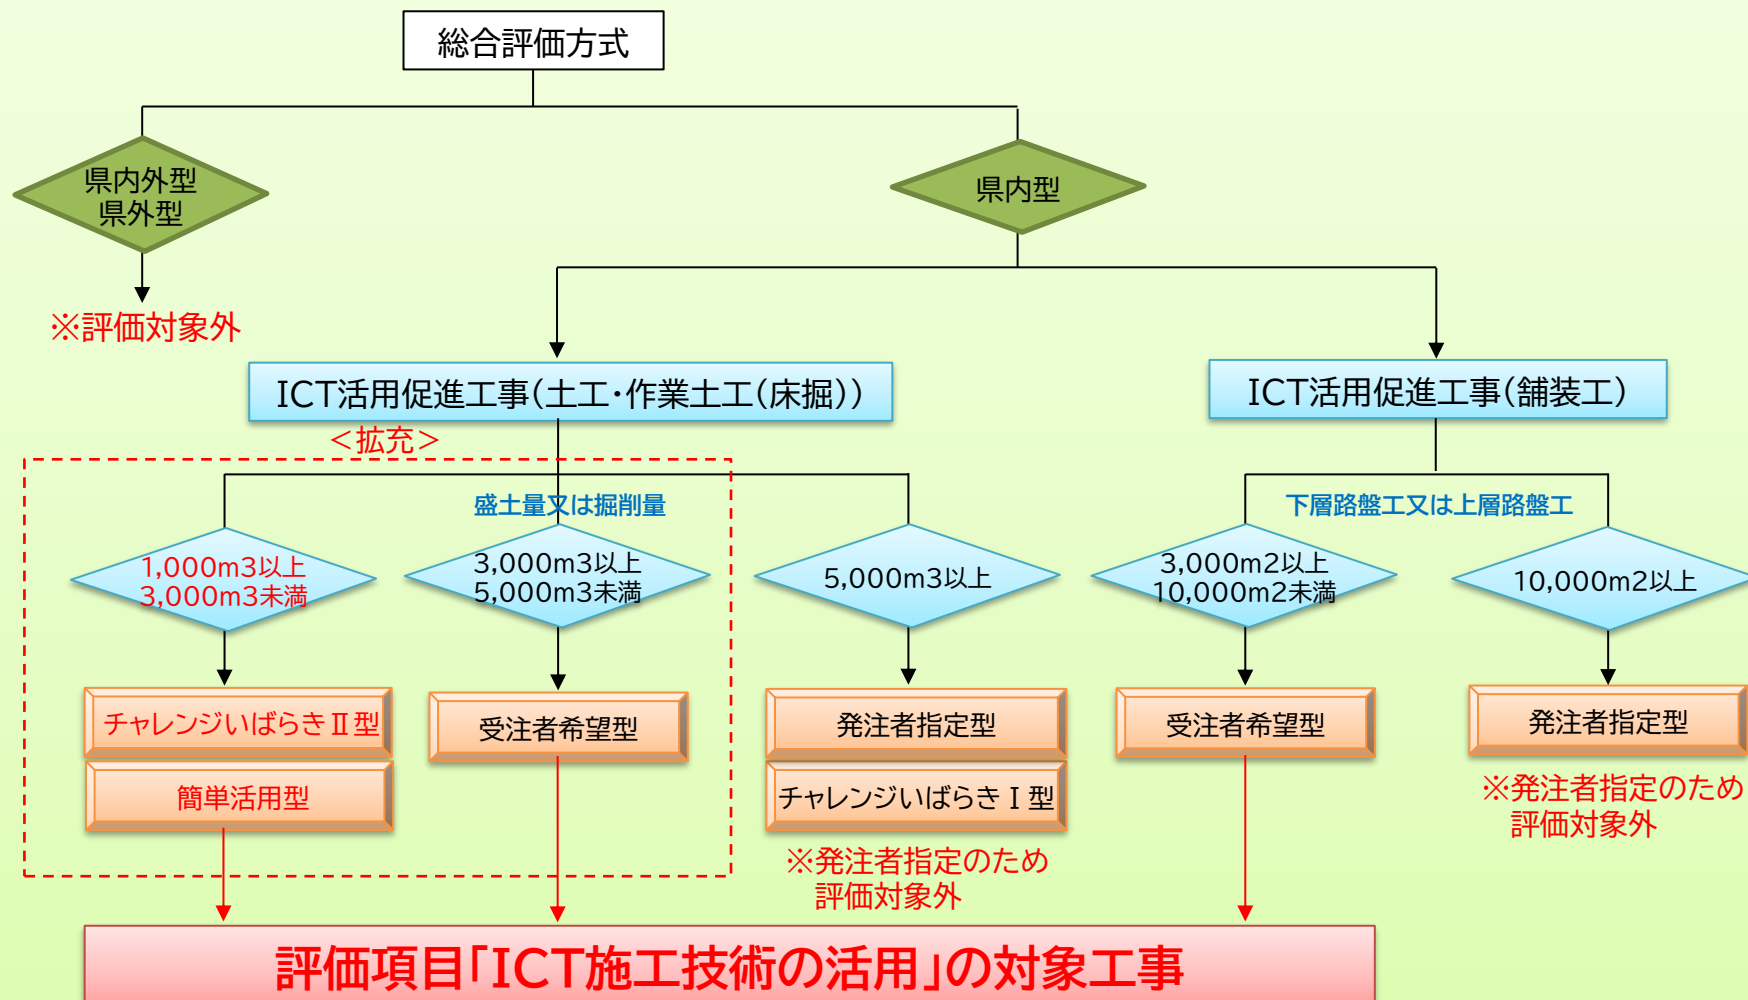 総合評価方式
県内外型
県外型
県内型
※評価対象外
ICT活用促進工事(土工・作業土工(床掘))
ICT活用促進工事(舗装工)
<拡充>
盛土量又は掘削量
下層路盤工又は上層路盤工
1,000m3以上
3,000m3未満
3,000m3以上
5,000m3未満
5,000m3以上
3,000m2以上
10,000m2未満
10,000m2以上
チャレンジいばらきⅡ型
簡単活用型
受注者希望型
発注者指定型
チャレンジいばらきⅠ型
※発注者指定のため
評価対象外
受注者希望型
発注者指定型
※発注者指定のため
評価対象外
評価項目「ICT施工技術の活用」の対象工事